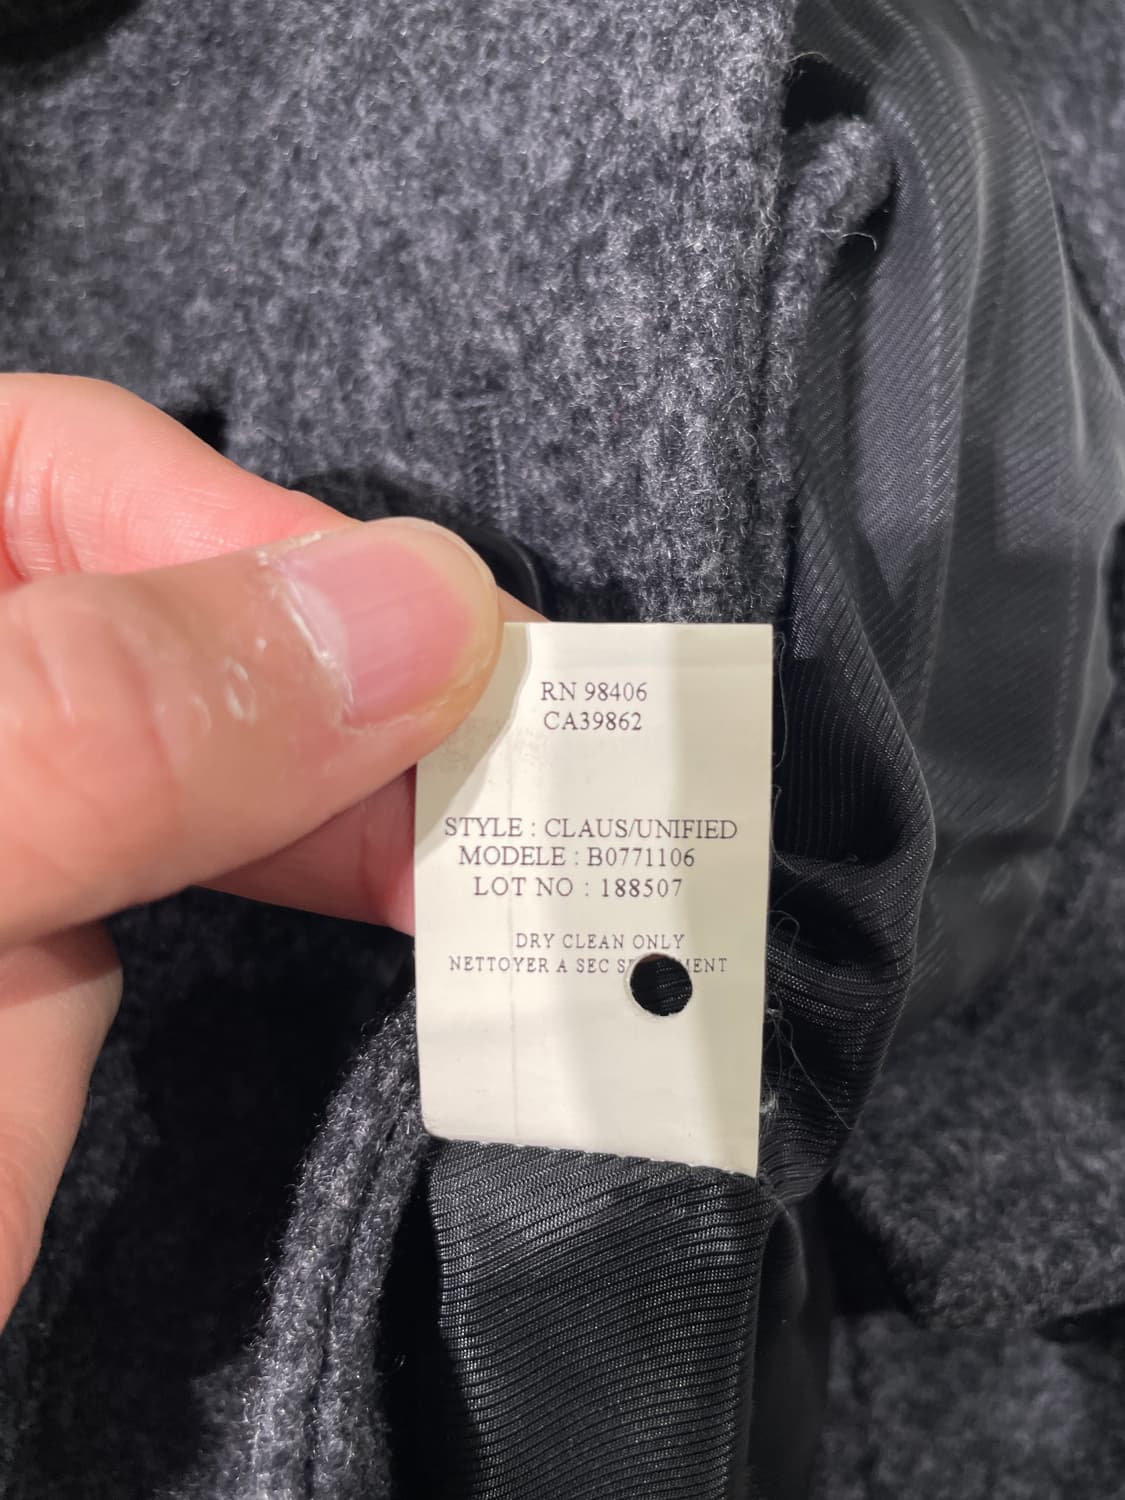 RN 98406
CA39862
STYLE : CLAUS/UNIFIED
MODELE : B0771106
LOT NO : 188507
DRY CLEAN ONLY
NETTOYER A SEC